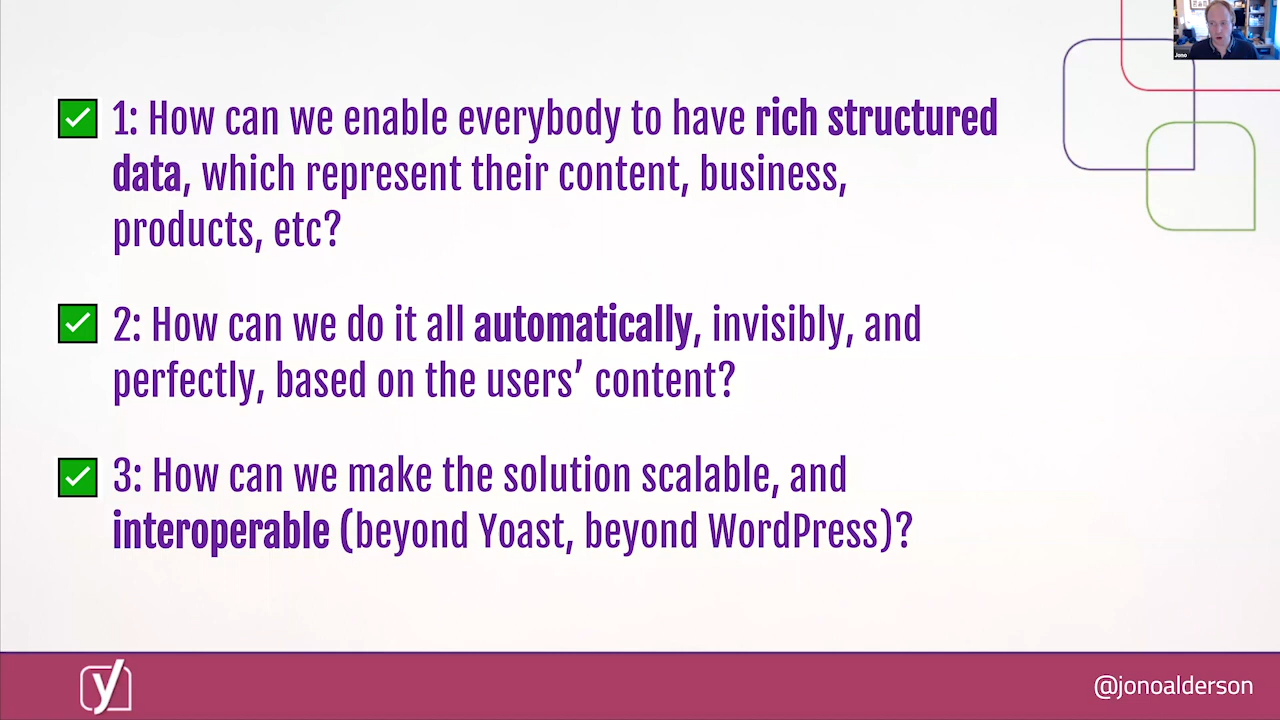 Jono
1: How can we enable everybody to have rich structured
data, which represent their content, business,
products, etc?
2: How can we do it all automatically, invisibly, and
perfectly, based on the users’ content?
3: How can we make the solution scalable, and
interoperable (beyond Yoast, beyond WordPress)?
y
@jonoalderson